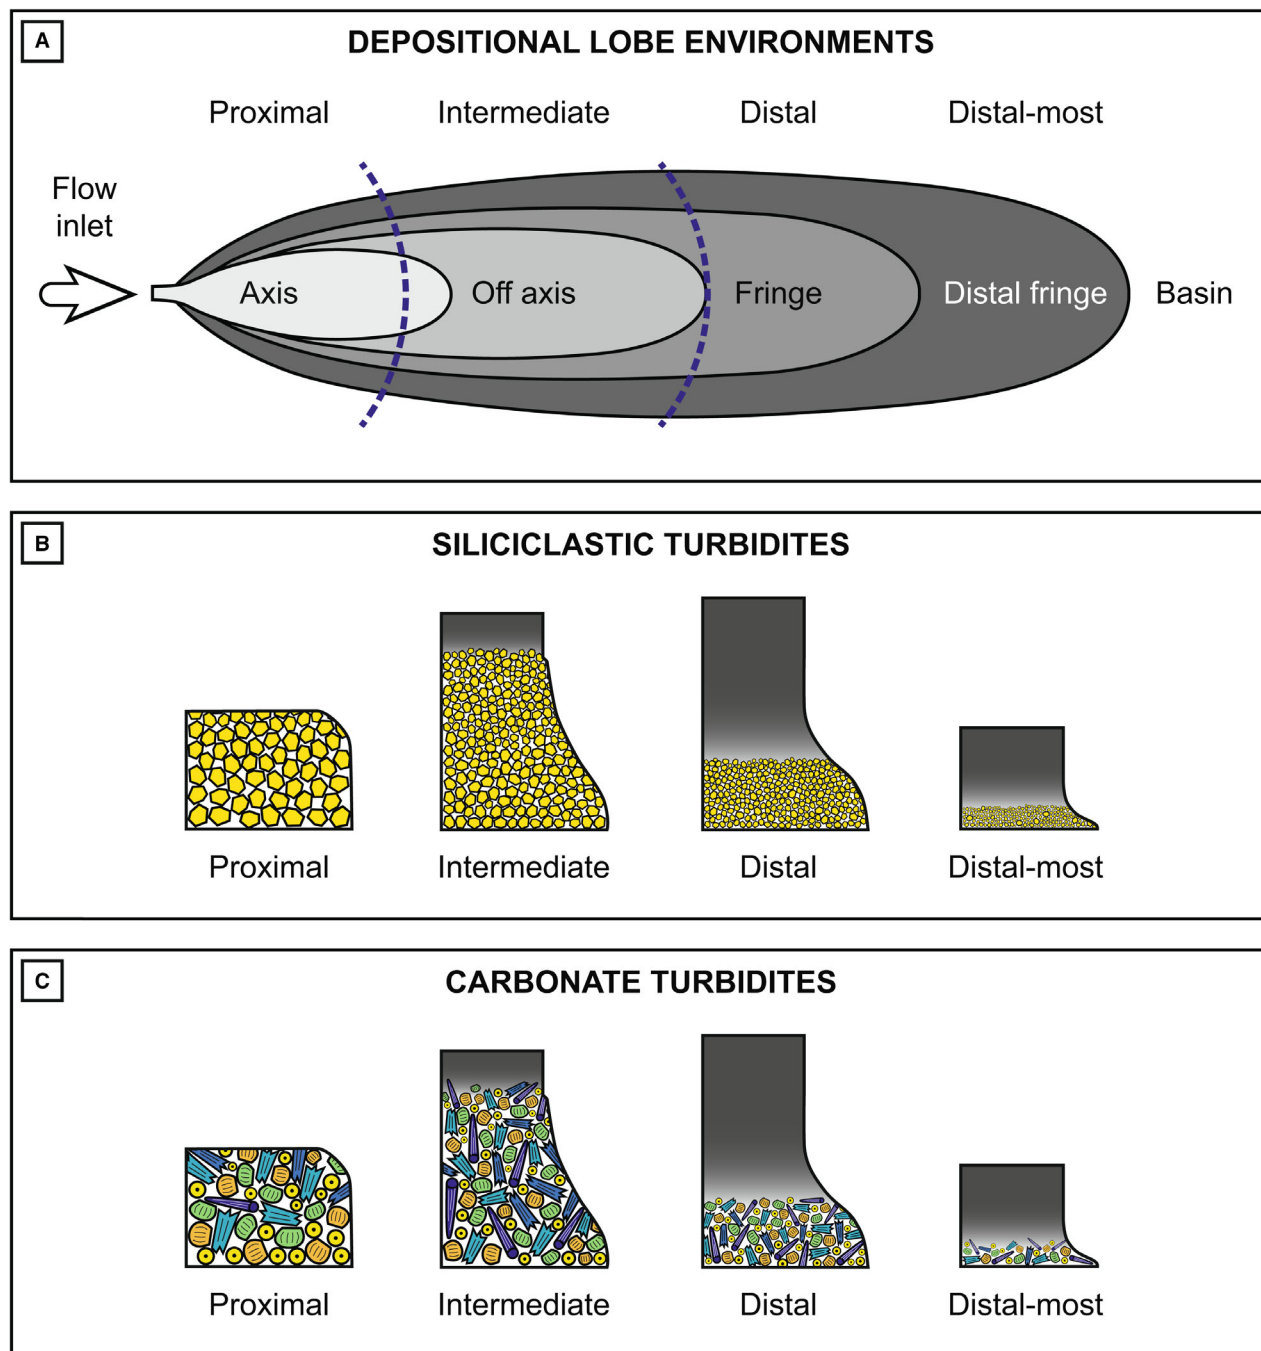 A
DEPOSITIONAL LOBE ENVIRONMENTS
Proximal Intermediate Distal Distal-most
Flow
inlet
Axis Off axis Fringe Distal fringe Basin
B
SILICICLASTIC TURBIDITES
Proximal Intermediate Distal Distal-most
C
CARBONATE TURBIDITES
Proximal Intermediate Distal Distal-most